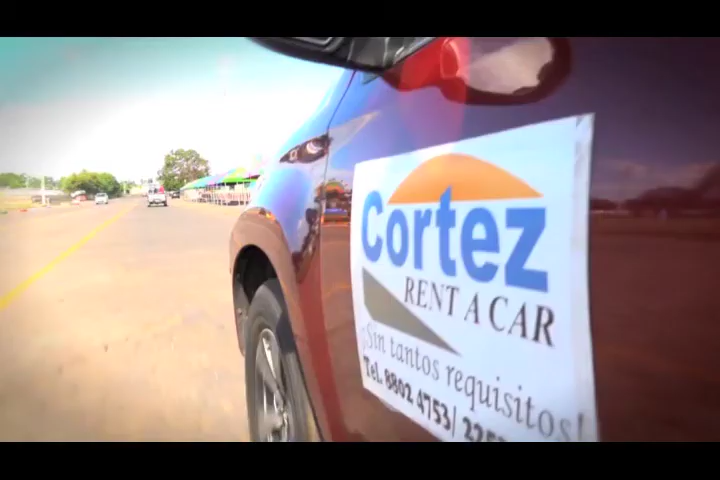 Cortez
RENT A CAR
¡Sin tantos requisitos!
Tel. 8802 4753/